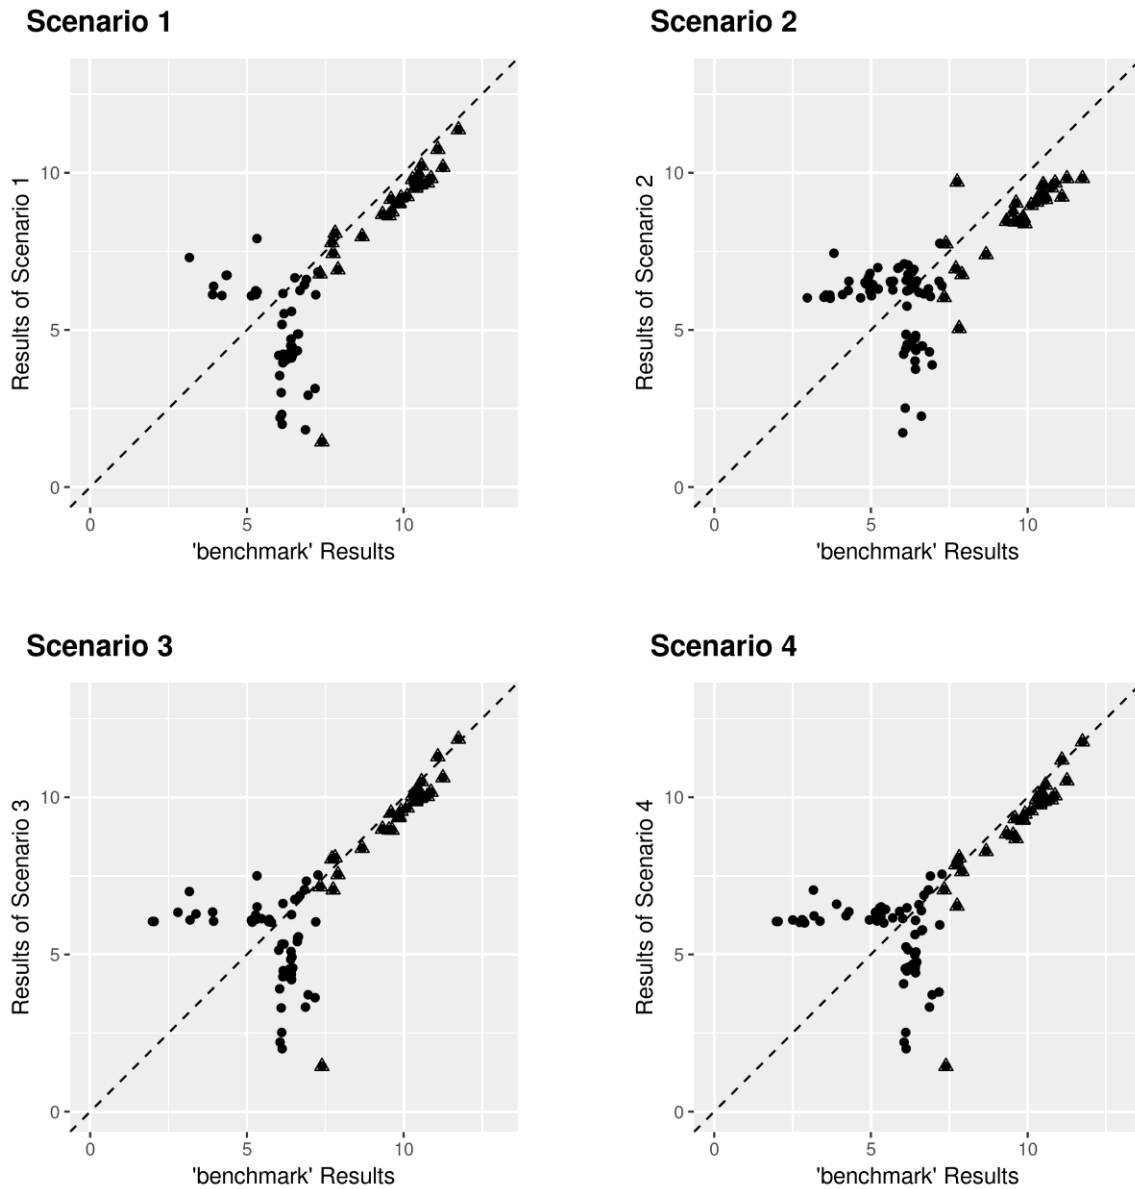 Scenario 1
Results of Scenario 1
10
5
0
0 5 10
'benchmark' Results
Scenario 2
Results of Scenario 2
10
5
0
0 5 10
'benchmark' Results
Scenario 3
Results of Scenario 3
10
5
0
0 5 10
'benchmark' Results
Scenario 4
Results of Scenario 4
10
5
0
0 5 10
'benchmark' Results